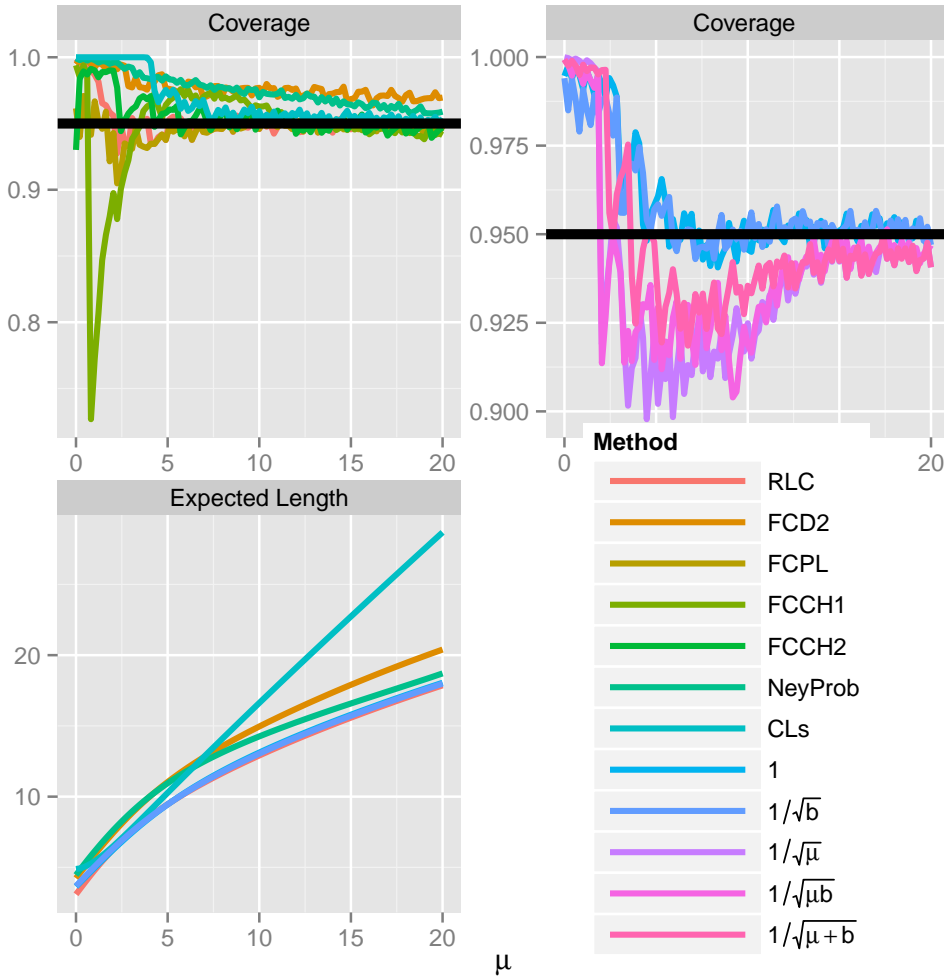 Coverage
1.0
0.9
0.8
0 5 10 15 20
Coverage
1.000
0.975
0.950
0.925
0.900
0 20
Expected Length
20
10
0 5 10 15 20
μ
Method
RLC
FCD2
FCPL
FCCH1
FCCH2
NeyProb
CLs
1
1/√b
1/√μ
1/√μb
1/√μ + b